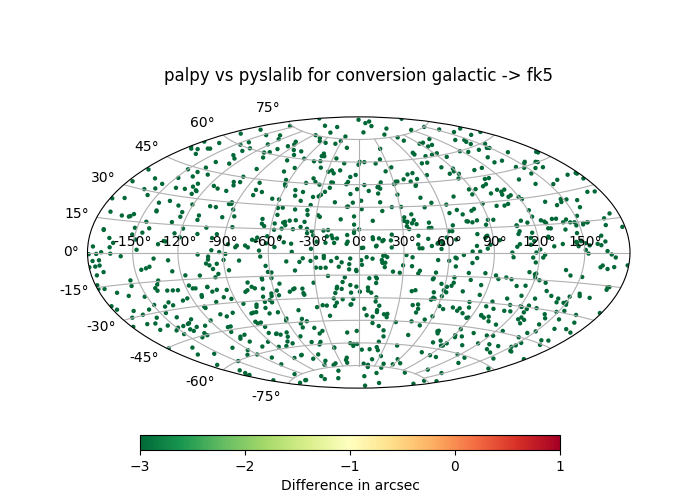 palpy vs pyslalib for conversion galactic -> fk5
75°
60°
45°
30°
15°
-150° -120° -90° -60° -30° 0° 30° 60° 90° 120° 150°
0°
-15°
-30°
-45°
-60°
-75°
−3 −2 −1 0 1
Difference in arcsec